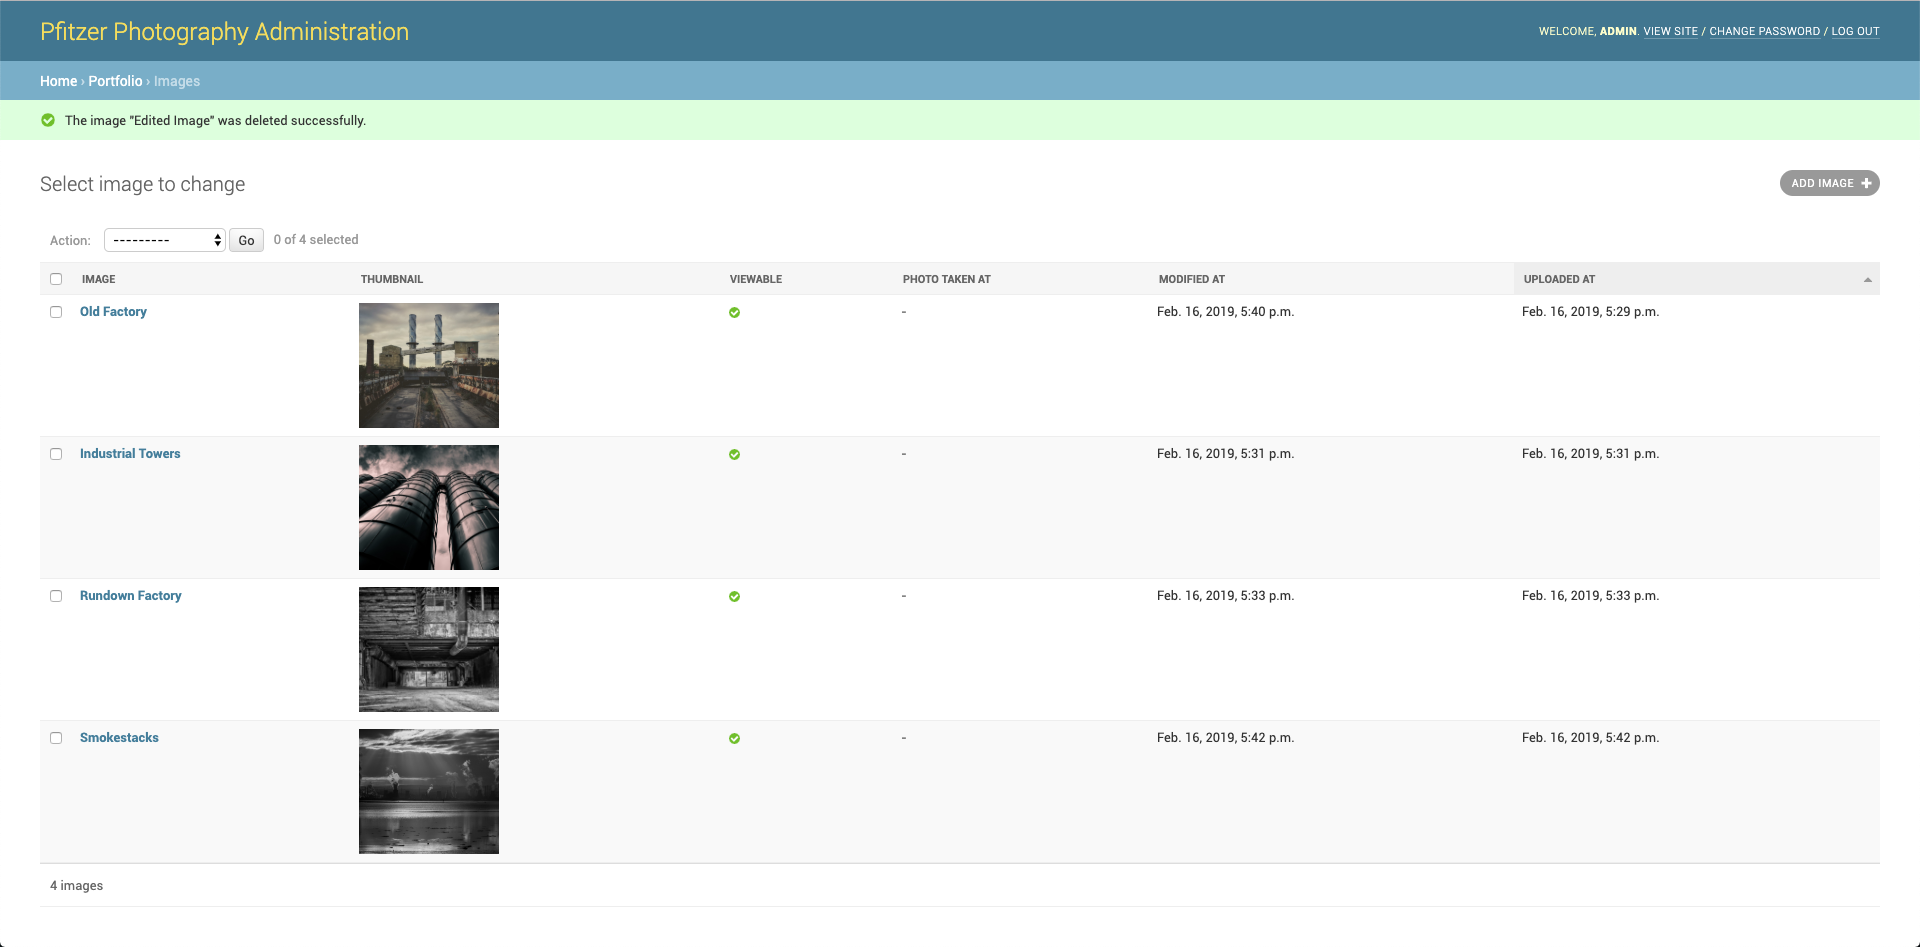 Pfitzer Photography Administration
WELCOME, ADMIN. VIEW SITE / CHANGE PASSWORD / LOG OUT
Home › Portfolio › Images
The image "Edited Image" was deleted successfully.
Select image to change
ADD IMAGE
Action: --------- Go 0 of 4 selected
IMAGE THUMBNAIL VIEWABLE PHOTO TAKEN AT MODIFIED AT UPLOADED AT
Old Factory - Feb. 16, 2019, 5:40 p.m. Feb. 16, 2019, 5:29 p.m.
Industrial Towers - Feb. 16, 2019, 5:31 p.m. Feb. 16, 2019, 5:31 p.m.
Rundown Factory - Feb. 16, 2019, 5:33 p.m. Feb. 16, 2019, 5:33 p.m.
Smokestacks - Feb. 16, 2019, 5:42 p.m. Feb. 16, 2019, 5:42 p.m.
4 images